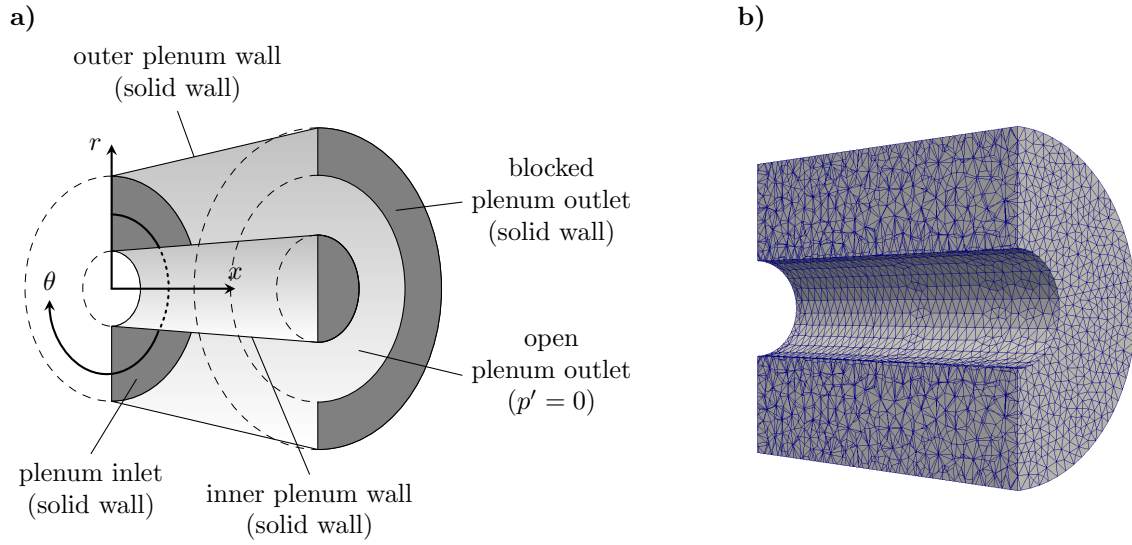 a)
b)
outer plenum wall
(solid wall)
r
blocked
plenum outlet
(solid wall)
θ
x
open
plenum outlet
(p′ = 0)
plenum inlet
(solid wall)
inner plenum wall
(solid wall)